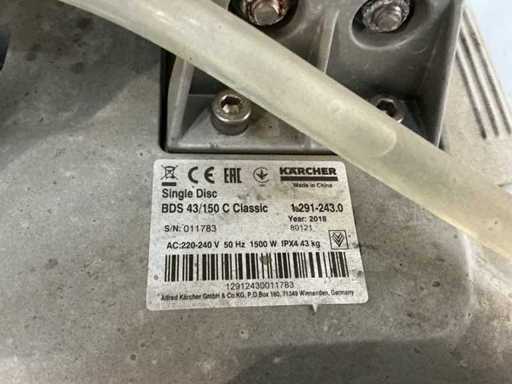 CE EAC KÄRCHER
Made in China
Single Disc
BDS 43/150 C Classic 1.291-243.0
Year: 2018
S/N: 011783 80121
AC:220-240 V 50 Hz 1500 W IPX4 43 kg
12912430011783
Alfred Kärcher GmbH & Co.KG, P.O.Box 160, 71349 Winnenden, Germany